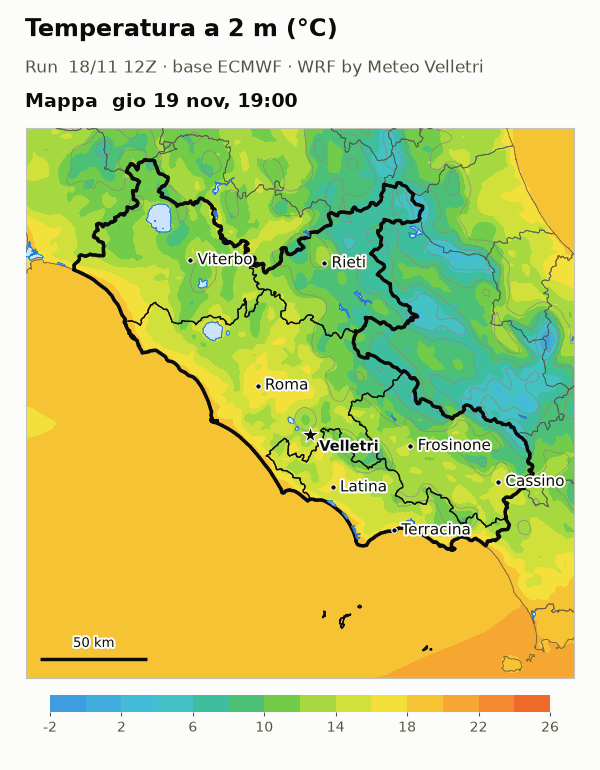 Temperatura a 2 m (°C)
Run 18/11 12Z · base ECMWF · WRF by Meteo Velletri
Mappa gio 19 nov, 19:00
Viterbo
Rieti
Roma
Velletri
Frosinone
Latina
Cassino
Terracina
50 km
-2 2 6 10 14 18 22 26